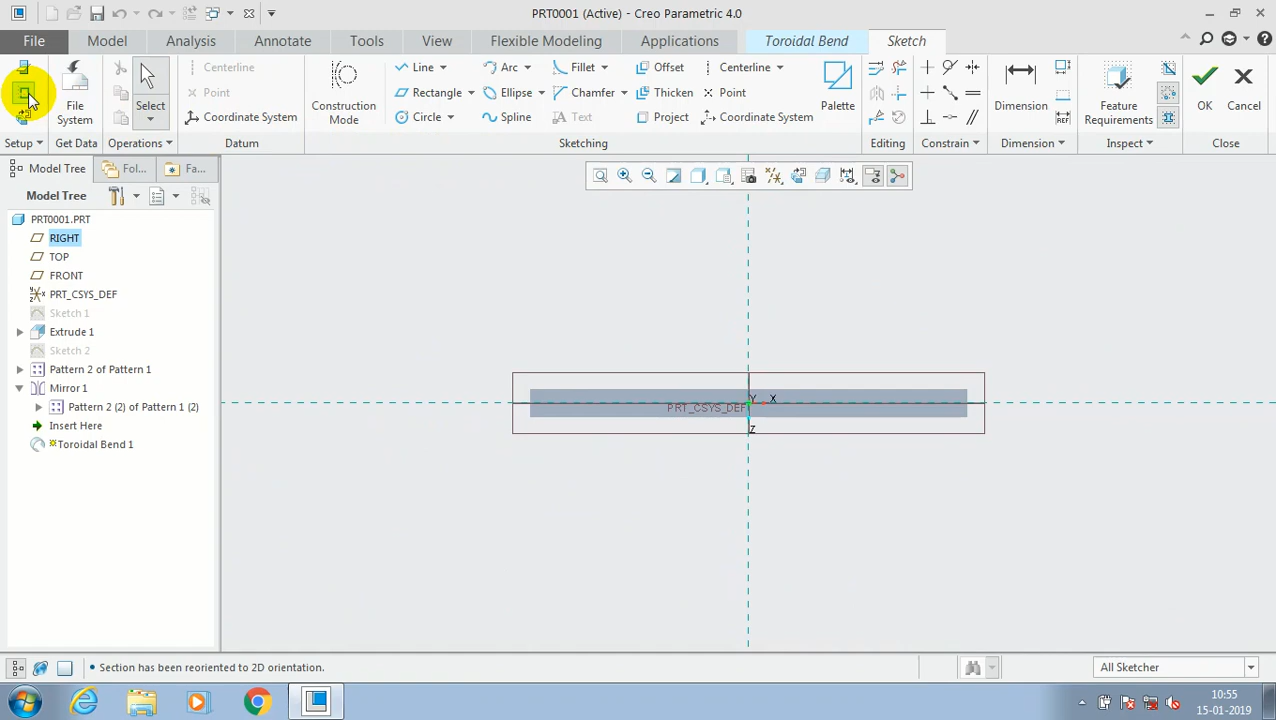 PRT0001 (Active) - Creo Parametric 4.0
File
Model
Analysis
Annotate
Tools
View
Flexible Modeling
Applications
Toroidal Bend
Sketch
Setup
File System
Get Data
Select
Operations
Centerline
Point
Coordinate System
Datum
Construction Mode
Line
Rectangle
Circle
Arc
Ellipse
Spline
Fillet
Chamfer
Text
Offset
Thicken
Project
Centerline
Point
Coordinate System
Palette
Sketching
Editing
Constrain
Dimension
Dimension
Feature Requirements
Inspect
OK
Cancel
Close
REF
Model Tree
Fol...
Fa...
Model Tree
PRT0001.PRT
RIGHT
TOP
FRONT
PRT_CSYS_DEF
Sketch 1
Extrude 1
Sketch 2
Pattern 2 of Pattern 1
Mirror 1
Pattern 2 (2) of Pattern 1 (2)
Insert Here
Toroidal Bend 1
PRT_CSYS_DEF
Y
X
Z
• Section has been reoriented to 2D orientation.
All Sketcher
10:55
15-01-2019